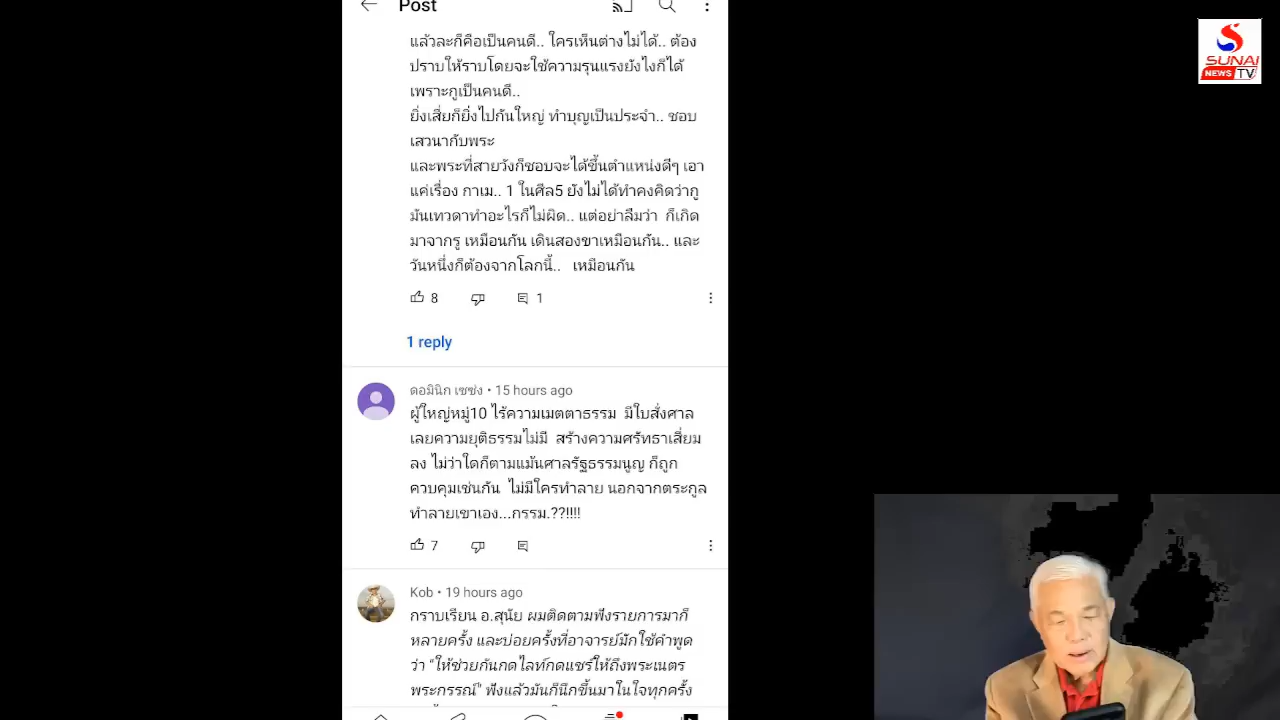 Post
SUNAI
NEWS TV
แล้วละก็คือเป็นคนดี.. ใครเห็นต่างไม่ได้.. ต้อง
ปราบให้ราบโดยจะใช้ความรุนแรงยังไงก็ได้
เพราะกูเป็นคนดี..
ยิ่งเสี่ยก็ยิ่งไปกันใหญ่ ทำบุญเป็นประจำ.. ชอบ
เสวนากับพระ
และพระที่สายวังก็ชอบจะได้ขึ้นตำแหน่งดีๆ เอา
แค่เรื่อง กาเม.. 1 ในศีล5 ยังไม่ได้ทำคงคิดว่ากู
มันเทวดาทำอะไรก็ไม่ผิด.. แต่อย่าลืมว่า ก็เกิด
มาจากรู เหมือนกัน เดินสองขาเหมือนกัน.. และ
วันหนึ่งก็ต้องจากโลกนี้.. เหมือนกัน
8 1
1 reply
ดอมินิก เซซ่ง • 15 hours ago
ผู้ใหญ่หมู่10 ไร้ความเมตตาธรรม มีใบสั่งศาล
เลยความยุติธรรมไม่มี สร้างความศรัทธาเสี่ยม
ลง ไม่ว่าใดก็ตามแม้นศาลรัฐธรรมนูญ ก็ถูก
ควบคุมเช่นกัน ไม่มีใครทำลาย นอกจากตระกูล
ทำลายเขาเอง...กรรม.??!!!!
7
Kob • 19 hours ago
กราบเรียน อ.สุนัย ผมติดตามฟังรายการมาก็
หลายครั้ง และบ่อยครั้งที่อาจารย์มักใช้คำพูด
ว่า "ให้ช่วยกันกดไลท์กดแชร์ให้ถึงพระเนตร
พระกรรณ์" ฟังแล้วมันก็นึกขึ้นมาในใจทุกครั้ง